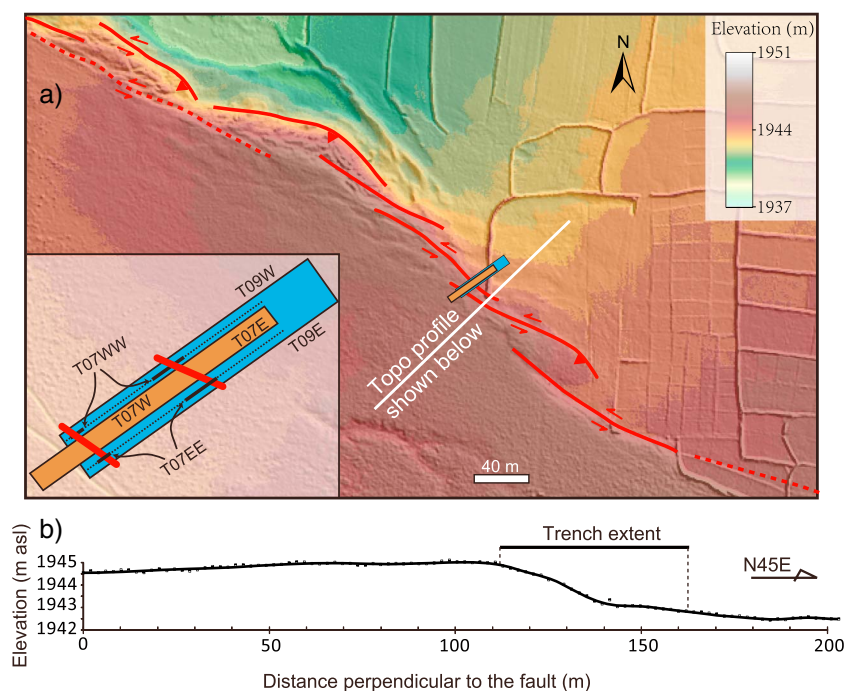 a)
N
Elevation (m)
1951
1944
1937
T09W
T07E
T09E
T07WW
T07W
T07EE
Topo profile
shown below
40 m
b)
Trench extent
N45E
Elevation (m asl)
1945
1944
1943
1942
0
50
100
150
200
Distance perpendicular to the fault (m)